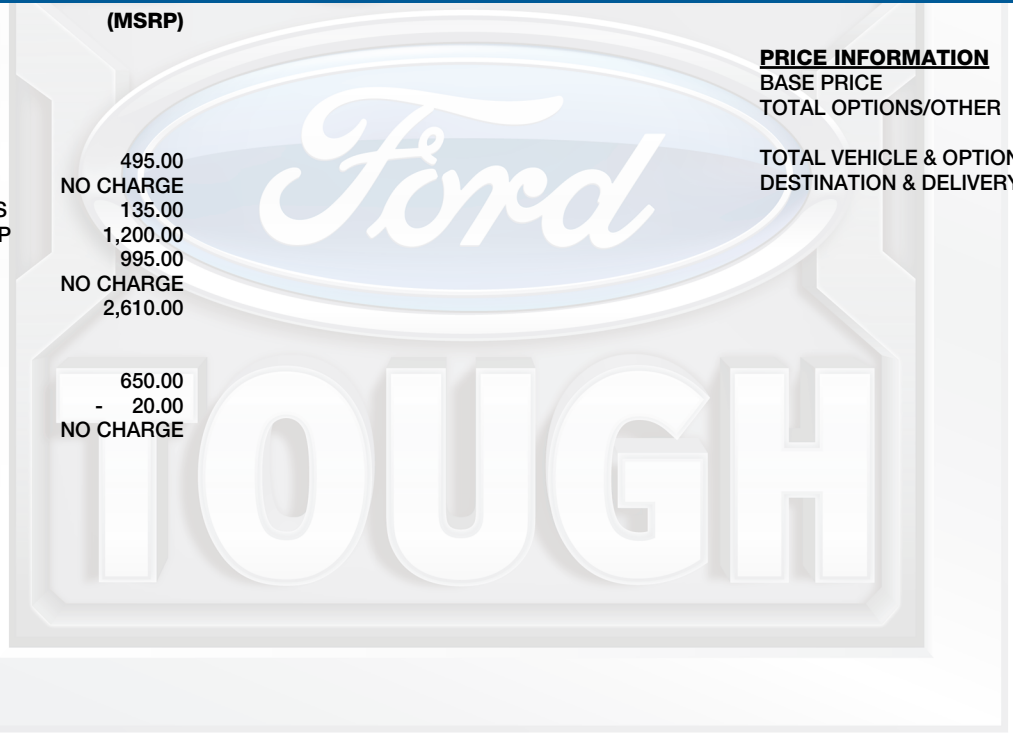 (MSRP)
495.00
NO CHARGE
S 135.00
P 1,200.00
995.00
NO CHARGE
2,610.00
650.00
- 20.00
NO CHARGE
PRICE INFORMATION
BASE PRICE
TOTAL OPTIONS/OTHER
TOTAL VEHICLE & OPTION
DESTINATION & DELIVERY
Ford
TOUGH